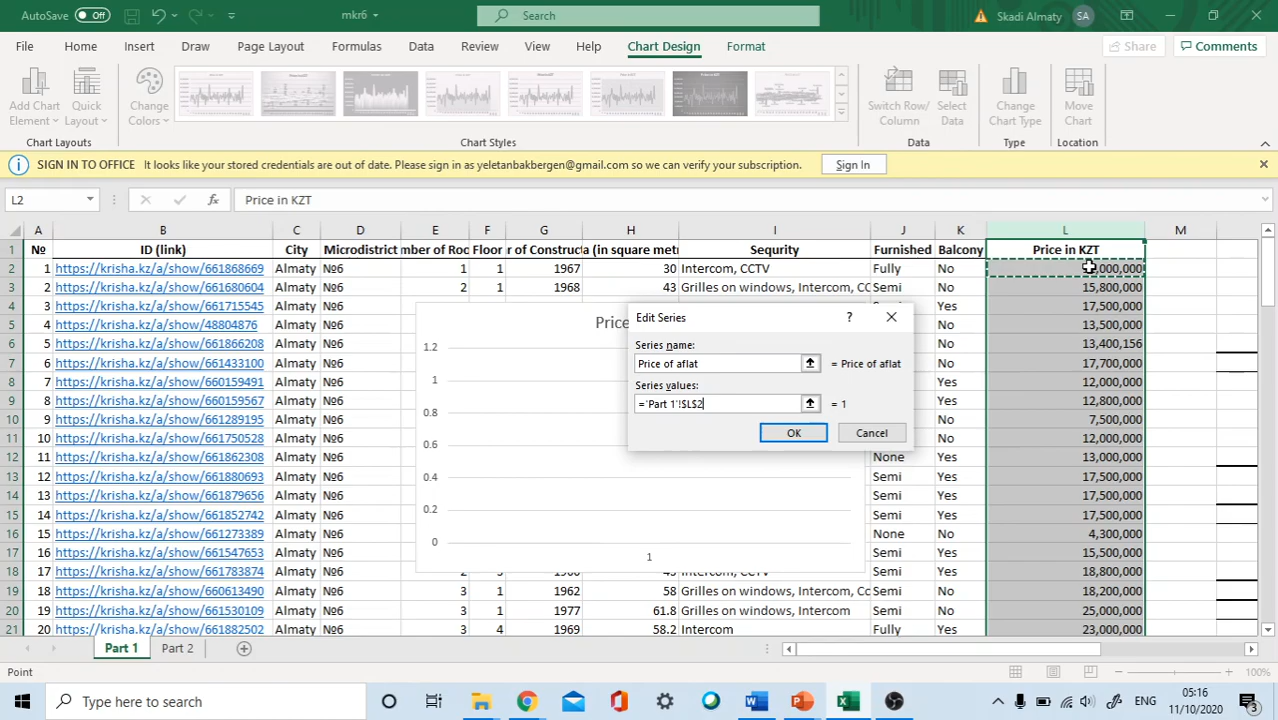 AutoSave Off mkr6 Search Skadi Almaty SA
File Home Insert Draw Page Layout Formulas Data Review View Help Chart Design Format Share Comments
Add Chart Element Quick Layout Change Colors Switch Row/ Column Select Data Change Chart Type Move Chart
Chart Layouts Chart Styles Data Type Location
SIGN IN TO OFFICE It looks like your stored credentials are out of date. Please sign in as yeletanbakbergen@gmail.com so we can verify your subscription. Sign In
L2 fx Price in KZT
A B C D E F G H I J K L M
1 № ID (link) City Microdistrict Number of Roo Floor r of Constructa (in square metr Sequrity Furnished Balcony Price in KZT
2 1 https://krisha.kz/a/show/661868669 Almaty №6 1 1 1967 30 Intercom, CCTV Fully No ,000,000
3 2 https://krisha.kz/a/show/661680604 Almaty №6 2 1 1968 43 Grilles on windows, Intercom, CC Semi No 15,800,000
4 3 https://krisha.kz/a/show/661715545 Almaty №6 Yes 17,500,000
5 4 https://krisha.kz/a/show/48804876 Almaty №6 No 13,500,000
6 5 https://krisha.kz/a/show/661866208 Almaty №6 No 13,400,156
7 6 https://krisha.kz/a/show/661433100 Almaty №6 No 17,700,000
8 7 https://krisha.kz/a/show/660159491 Almaty №6 Yes 12,000,000
9 8 https://krisha.kz/a/show/660159567 Almaty №6 Yes 12,800,000
10 9 https://krisha.kz/a/show/661289195 Almaty №6 No 7,500,000
11 10 https://krisha.kz/a/show/661750528 Almaty №6 No 12,000,000
12 11 https://krisha.kz/a/show/661862308 Almaty №6 None Yes 13,000,000
13 12 https://krisha.kz/a/show/661880693 Almaty №6 Semi Yes 17,500,000
14 13 https://krisha.kz/a/show/661879656 Almaty №6 Semi Yes 17,500,000
15 14 https://krisha.kz/a/show/661852742 Almaty №6 Semi Yes 17,500,000
16 15 https://krisha.kz/a/show/661273389 Almaty №6 None No 4,300,000
17 16 https://krisha.kz/a/show/661547653 Almaty №6 Semi Yes 15,500,000
18 17 https://krisha.kz/a/show/661783874 Almaty №6 Semi Yes 18,800,000
19 18 https://krisha.kz/a/show/660613490 Almaty №6 3 1 1962 58 Grilles on windows, Intercom, Cc Semi No 18,200,000
20 19 https://krisha.kz/a/show/661530109 Almaty №6 3 1 1977 61.8 Grilles on windows, Intercom Semi No 25,000,000
21 20 https://krisha.kz/a/show/661882502 Almaty №6 3 4 1969 58.2 Intercom Fully Yes 23,000,000
Price
1.2
1
0.8
0.6
0.4
0.2
0
1
Edit Series ?
Series name:
Price of aflat = Price of aflat
Series values:
='Part 1'!$L$2 = 1
OK Cancel
Part 1 Part 2
Point 100%
Type here to search ENG 05:16 11/10/2020 3